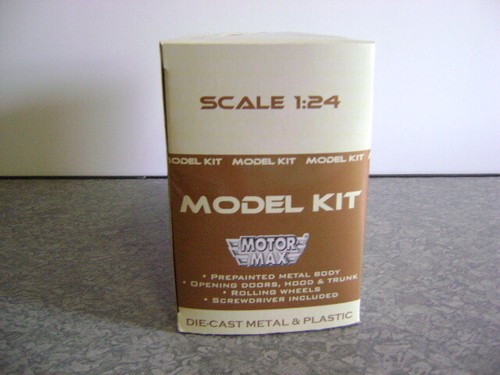 SCALE 1:24
MODEL KIT MODEL KIT MODEL KIT
MODEL KIT
MOTOR
MAX
• PREPAINTED METAL BODY
• OPENING DOORS, HOOD & TRUNK
• ROLLING WHEELS
• SCREWDRIVER INCLUDED
DIE-CAST METAL & PLASTIC